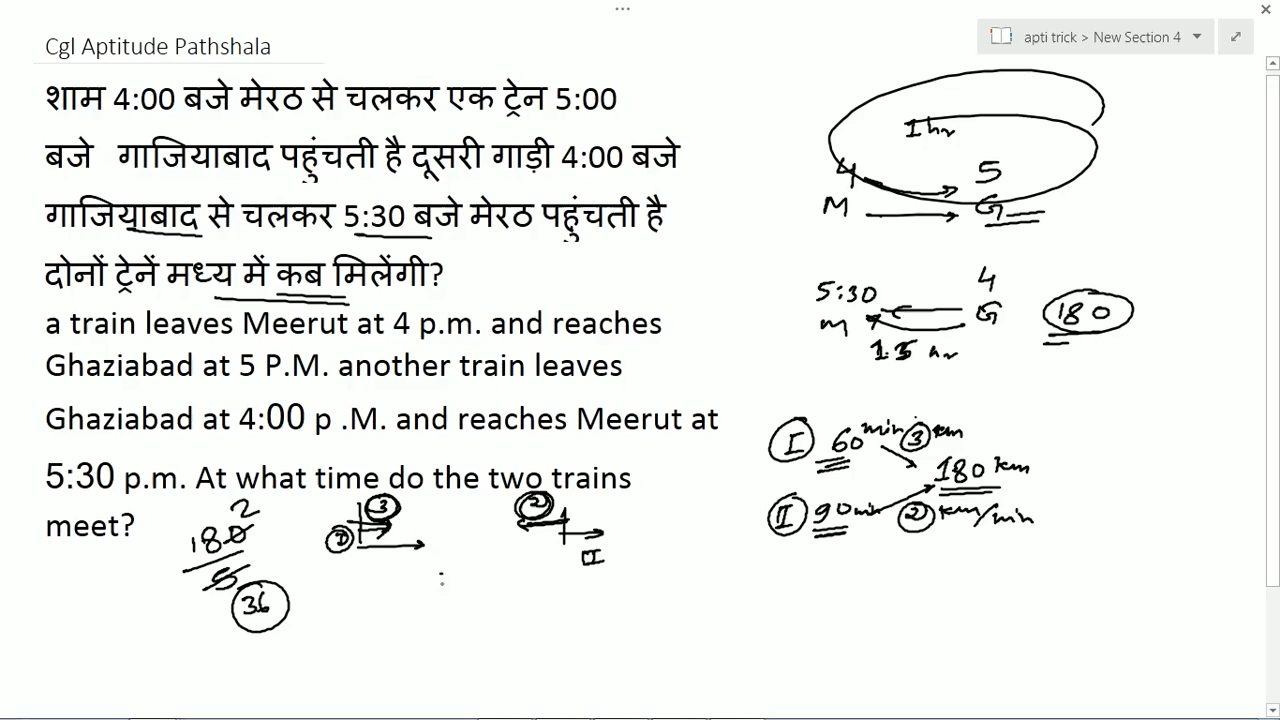 Cgl Aptitude Pathshala
apti trick > New Section 4
शाम 4:00 बजे मेरठ से चलकर एक ट्रेन 5:00
बजे गाजियाबाद पहुंचती है दूसरी गाड़ी 4:00 बजे
गाजियाबाद से चलकर 5:30 बजे मेरठ पहुंचती है
दोनों ट्रेनें मध्य में कब मिलेंगी?
a train leaves Meerut at 4 p.m. and reaches
Ghaziabad at 5 P.M. another train leaves
Ghaziabad at 4:00 p .M. and reaches Meerut at
5:30 p.m. At what time do the two trains
meet?
1 hr
4 5
M G
5:30 4
M G 180
1.5 hr
I 60 min 3 km
180 km
II 90 min 2 km/min
2
180
5
36
3
I
2
II